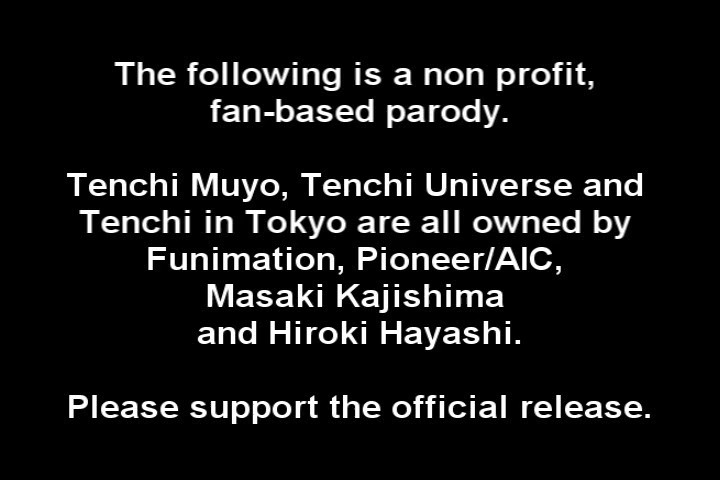 The following is a non profit,
fan-based parody.
Tenchi Muyo, Tenchi Universe and
Tenchi in Tokyo are all owned by
Funimation, Pioneer/AIC,
Masaki Kajishima
and Hiroki Hayashi.
Please support the official release.